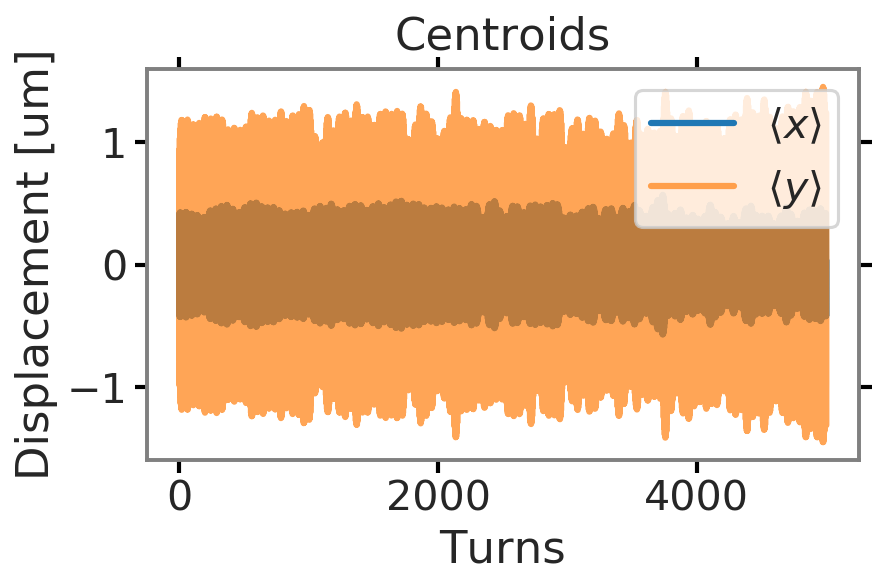 Centroids
Displacement [um]
1
0
−1
⟨x⟩
⟨y⟩
0 2000 4000
Turns